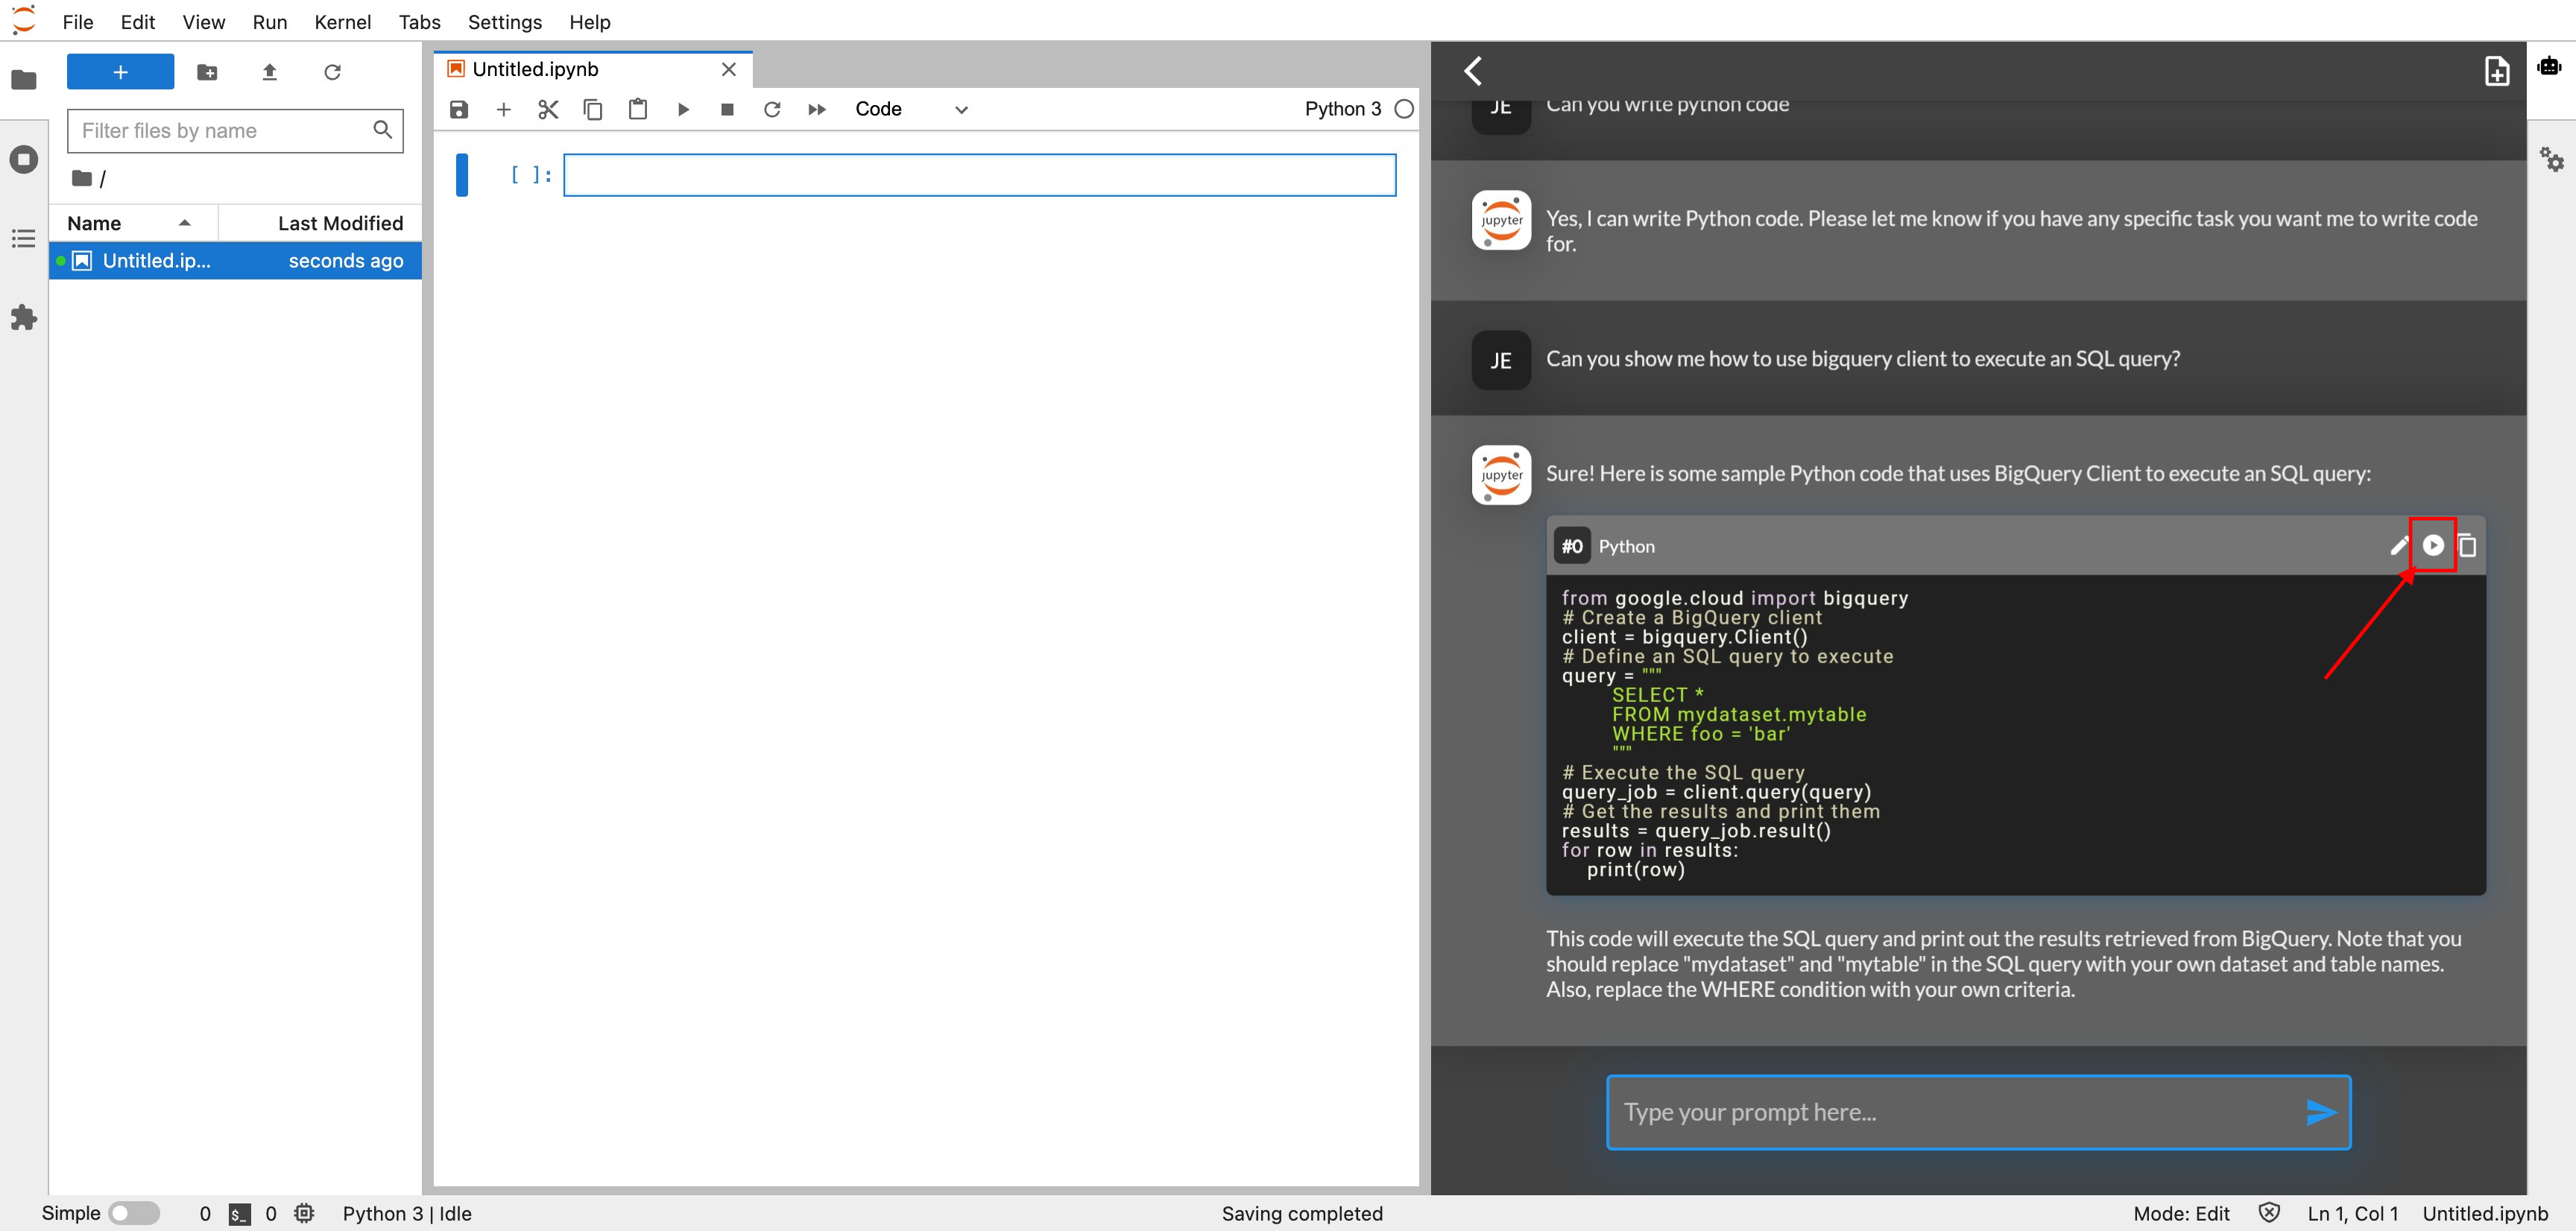 File Edit View Run Kernel Tabs Settings Help
+
Filter files by name
/
Name Last Modified
Untitled.ip... seconds ago
Untitled.ipynb
Code
Python 3
[ ]:
JE
Can you write python code
jupyter
Yes, I can write Python code. Please let me know if you have any specific task you want me to write code
for.
JE
Can you show me how to use bigquery client to execute an SQL query?
jupyter
Sure! Here is some sample Python code that uses BigQuery Client to execute an SQL query:
#0 Python
from google.cloud import bigquery
# Create a BigQuery client
client = bigquery.Client()
# Define an SQL query to execute
query = """
SELECT *
FROM mydataset.mytable
WHERE foo = 'bar'
"""
# Execute the SQL query
query_job = client.query(query)
# Get the results and print them
results = query_job.result()
for row in results:
print(row)
This code will execute the SQL query and print out the results retrieved from BigQuery. Note that you
should replace "mydataset" and "mytable" in the SQL query with your own dataset and table names.
Also, replace the WHERE condition with your own criteria.
Type your prompt here...
Simple 0 $_ 0 Python 3 | Idle Saving completed Mode: Edit Ln 1, Col 1 Untitled.ipynb